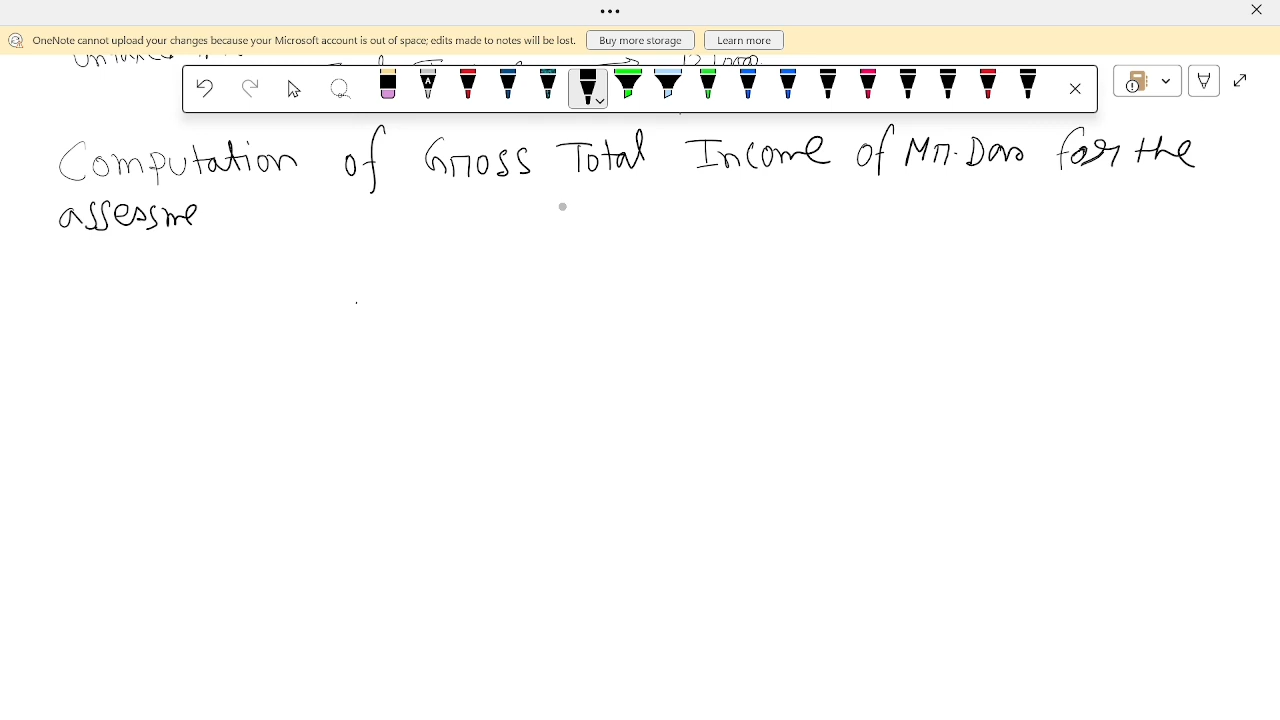 OneNote cannot upload your changes because your Microsoft account is out of space; edits made to notes will be lost. Buy more storage Learn more
Computation of Gross Total Income of Mr. Das for the
assessme